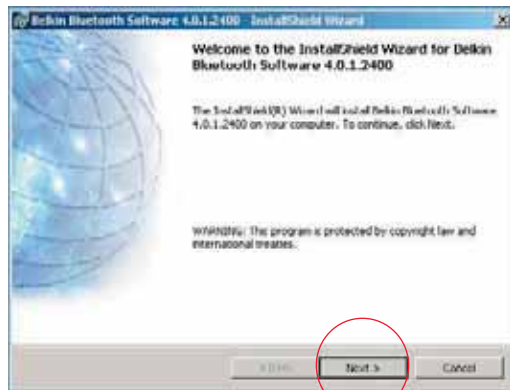 Belkin Bluetooth Software 4.0.1.2400 - InstallShield Wizard
Welcome to the InstallShield Wizard for Belkin
Bluetooth Software 4.0.1.2400
The InstallShield(R) Wizard will install Belkin Bluetooth Software
4.0.1.2400 on your computer. To continue, click Next.
WARNING: This program is protected by copyright law and
international treaties.
< Back
Next >
Cancel